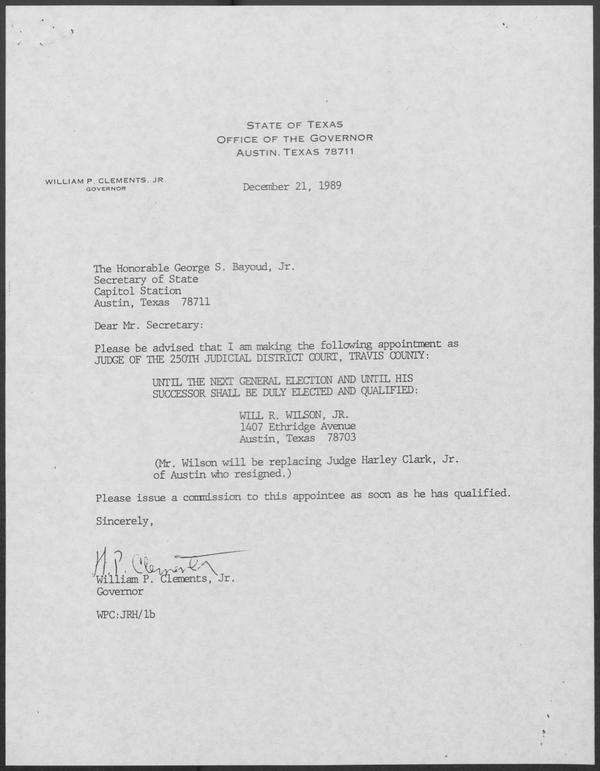 STATE OF TEXAS
OFFICE OF THE GOVERNOR
AUSTIN, TEXAS 78711
WILLIAM P. CLEMENTS, JR.
GOVERNOR
December 21, 1989
The Honorable George S. Bayoud, Jr.
Secretary of State
Capitol Station
Austin, Texas 78711
Dear Mr. Secretary:
Please be advised that I am making the following appointment as
JUDGE OF THE 250TH JUDICIAL DISTRICT COURT, TRAVIS COUNTY:
UNTIL THE NEXT GENERAL ELECTION AND UNTIL HIS
SUCCESSOR SHALL BE DULY ELECTED AND QUALIFIED:
WILL R. WILSON, JR.
1407 Ethridge Avenue
Austin, Texas 78703
(Mr. Wilson will be replacing Judge Harley Clark, Jr.
of Austin who resigned.)
Please issue a commission to this appointee as soon as he has qualified.
Sincerely,
W.P. Clements
William P. Clements, Jr.
Governor
WPC:JRH/lb